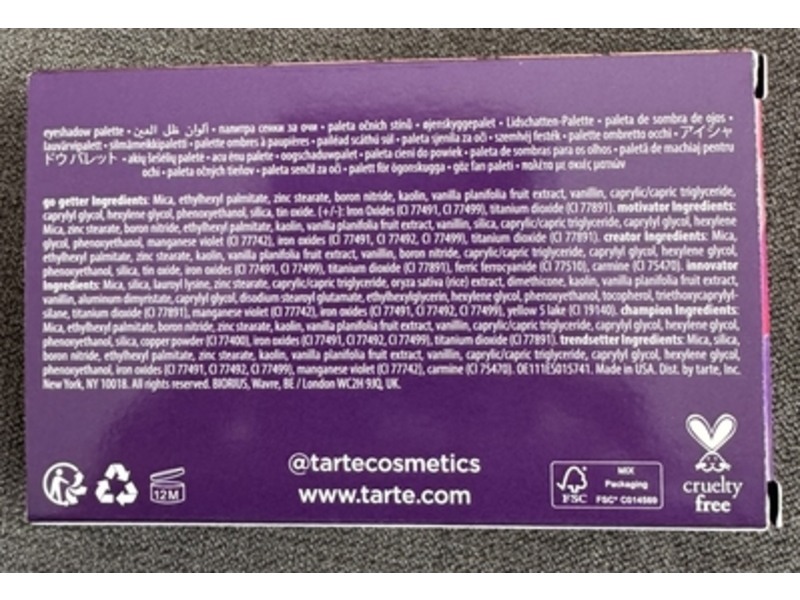 eyeshadow palette • ألوان ظل العين • палитра сенки за очи • paleta očních stínů • øjenskyggepalet • Lidschatten-Palette • paleta de sombra de ojos •
lauvärvipalett • silmämeikkipaletti • palette ombres à paupières • pailéad scáthú súl • paleta sjenila za oči • szemhéj festék • palette ombretto occhi • アイシャ
ドウ パレット • akių šešėlių paletė • acu ēnu palete • oogschaduwpalet • paleta cieni do powiek • paleta de sombras para os olhos • paletă de machiaj pentru
ochi • paleta očných tieňov • paleta senčil za oči • palett för ögonskugga • göz farı paleti • παλέτα με σκιές ματιών
go getter Ingredients: Mica, ethylhexyl palmitate, zinc stearate, boron nitride, kaolin, vanilla planifolia fruit extract, vanillin, caprylic/capric triglyceride,
caprylyl glycol, hexylene glycol, phenoxyethanol, silica, tin oxide. (+/-): Iron Oxides (CI 77491, CI 77499), titanium dioxide (CI 77891). motivator Ingredients:
Mica, zinc stearate, boron nitride, ethylhexyl palmitate, kaolin, vanilla planifolia fruit extract, vanillin, silica, caprylic/capric triglyceride, caprylyl glycol, hexylene
glycol, phenoxyethanol, manganese violet (CI 77742), iron oxides (CI 77491, CI 77492, CI 77499), titanium dioxide (CI 77891). creator Ingredients: Mica,
ethylhexyl palmitate, zinc stearate, kaolin, vanilla planifolia fruit extract, vanillin, boron nitride, caprylic/capric triglyceride, caprylyl glycol, hexylene glycol,
phenoxyethanol, silica, tin oxide, iron oxides (CI 77491, CI 77499), titanium dioxide (CI 77891), ferric ferrocyanide (CI 77510), carmine (CI 75470). innovator
Ingredients: Mica, silica, lauroyl lysine, zinc stearate, caprylic/capric triglyceride, oryza sativa (rice) extract, dimethicone, kaolin, vanilla planifolia fruit extract,
vanillin, aluminum dimyristate, caprylyl glycol, disodium stearoyl glutamate, ethylhexylglycerin, hexylene glycol, phenoxyethanol, tocopherol, triethoxycaprylyl-
silane, titanium dioxide (CI 77891), manganese violet (CI 77742), iron oxides (CI 77491, CI 77492, CI 77499), yellow 5 lake (CI 19140). champion Ingredients:
Mica, ethylhexyl palmitate, boron nitride, zinc stearate, kaolin, vanilla planifolia fruit extract, vanillin, caprylic/capric triglyceride, caprylyl glycol, hexylene glycol,
phenoxyethanol, silica, copper powder (CI 77400), iron oxides (CI 77491, CI 77492, CI 77499), titanium dioxide (CI 77891). trendsetter Ingredients: Mica, silica,
boron nitride, ethylhexyl palmitate, zinc stearate, kaolin, vanilla planifolia fruit extract, vanillin, caprylic/capric triglyceride, caprylyl glycol, hexylene glycol,
phenoxyethanol, iron oxides (CI 77491, CI 77492, CI 77499), manganese violet (CI 77742), carmine (CI 75470). OE111ES015741. Made in USA. Dist. by tarte, Inc.
New York, NY 10018. All rights reserved. BIORIUS, Wavre, BE / London WC2H 9JQ, UK.
@tartecosmetics
www.tarte.com
12M
FSC
MIX
Packaging
FSC® C014569
cruelty
free